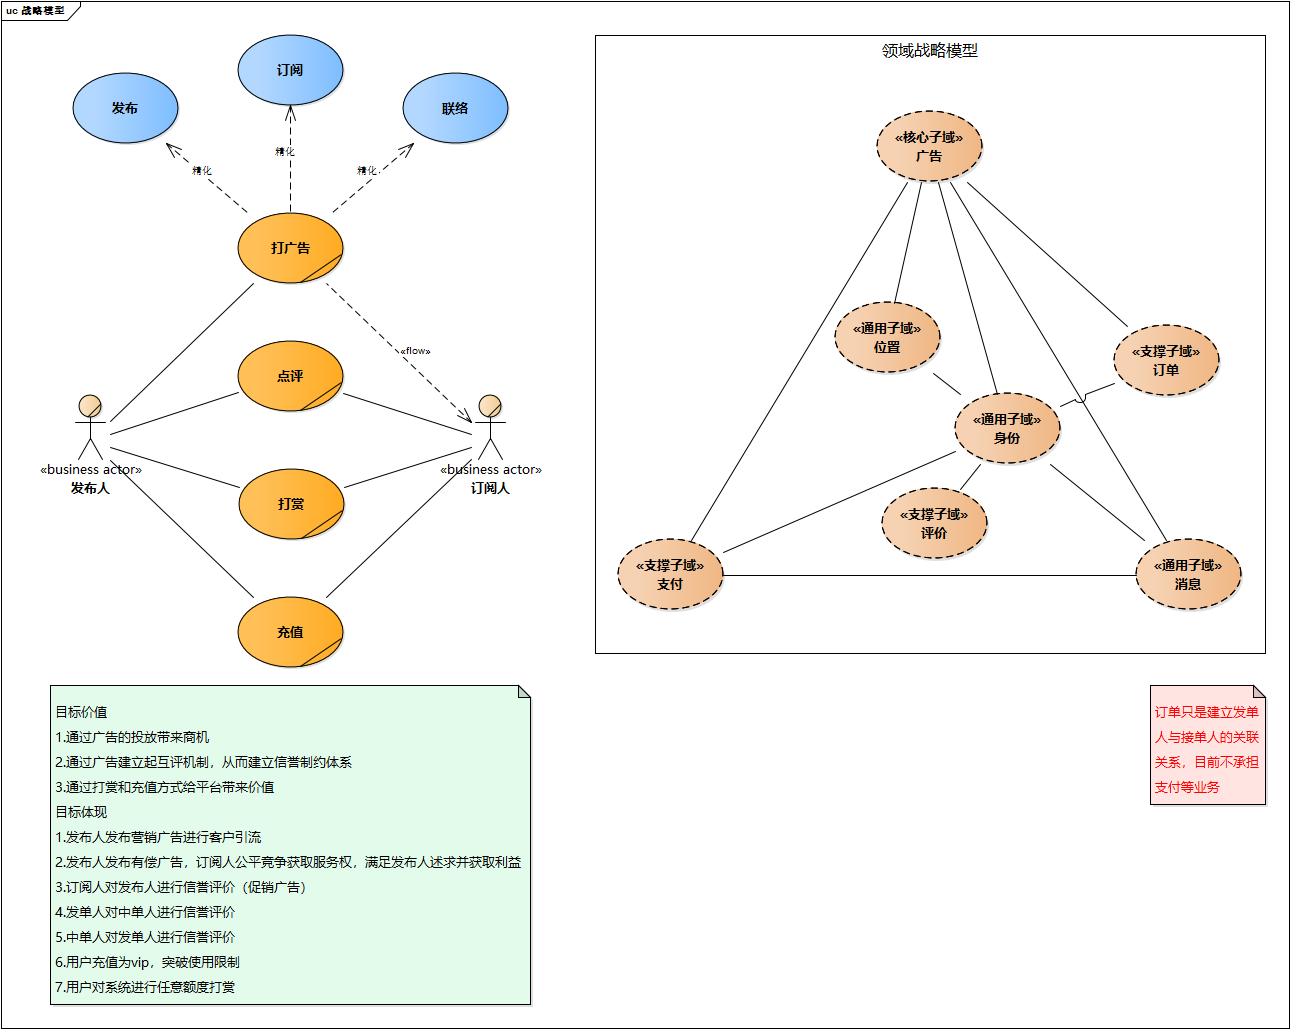 uc 战略模型
订阅
发布
联络
精化
精化
精化
打广告
«flow»
点评
«business actor»
发布人
«business actor»
订阅人
打赏
充值
领域战略模型
«核心子域»
广告
«通用子域»
位置
«支撑子域»
订单
«通用子域»
身份
«支撑子域»
评价
«支撑子域»
支付
«通用子域»
消息
目标价值
1.通过广告的投放带来商机
2.通过广告建立起互评机制，从而建立信誉制约体系
3.通过打赏和充值方式给平台带来价值
目标体现
1.发布人发布营销广告进行客户引流
2.发布人发布有偿广告，订阅人公平竞争获取服务权，满足发布人述求并获取利益
3.订阅人对发布人进行信誉评价（促销广告）
4.发单人对中单人进行信誉评价
5.中单人对发单人进行信誉评价
6.用户充值为vip，突破使用限制
7.用户对系统进行任意额度打赏
订单只是建立发单
人与接单人的关联
关系，目前不承担
支付等业务